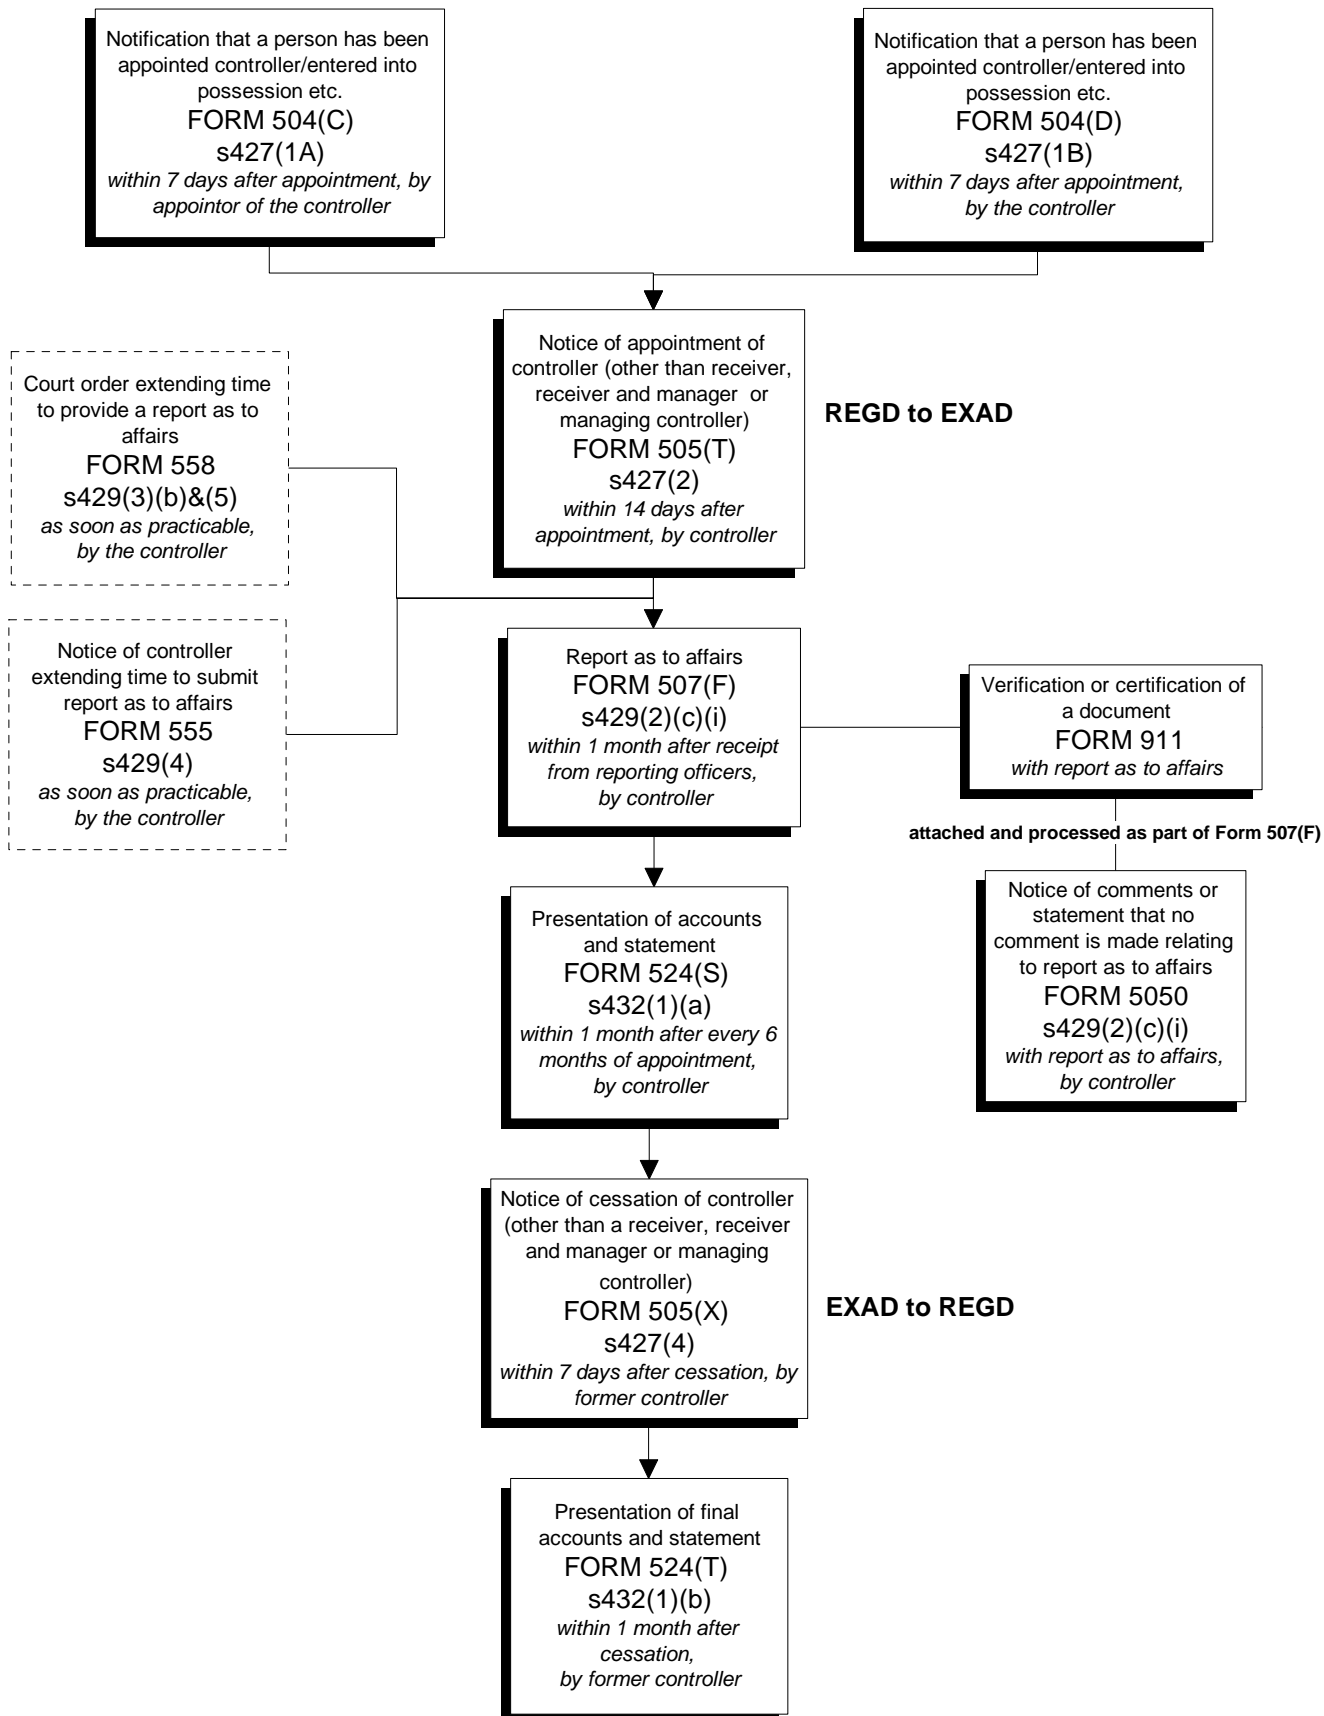 Notification that a person has been
appointed controller/entered into
possession etc.
FORM 504(C)
s427(1A)
within 7 days after appointment, by
appointor of the controller
Notification that a person has been
appointed controller/entered into
possession etc.
FORM 504(D)
s427(1B)
within 7 days after appointment,
by the controller
Notice of appointment of
controller (other than receiver,
receiver and manager or
managing controller)
FORM 505(T)
s427(2)
within 14 days after
appointment, by controller
REGD to EXAD
Court order extending time
to provide a report as to
affairs
FORM 558
s429(3)(b)&(5)
as soon as practicable,
by the controller
Notice of controller
extending time to submit
report as to affairs
FORM 555
s429(4)
as soon as practicable,
by the controller
Report as to affairs
FORM 507(F)
s429(2)(c)(i)
within 1 month after receipt
from reporting officers,
by controller
Verification or certification of
a document
FORM 911
with report as to affairs
attached and processed as part of Form 507(F)
Notice of comments or
statement that no
comment is made relating
to report as to affairs
FORM 5050
s429(2)(c)(i)
with report as to affairs,
by controller
Presentation of accounts
and statement
FORM 524(S)
s432(1)(a)
within 1 month after every 6
months of appointment,
by controller
Notice of cessation of controller
(other than a receiver, receiver
and manager or managing
controller)
FORM 505(X)
s427(4)
within 7 days after cessation, by
former controller
EXAD to REGD
Presentation of final
accounts and statement
FORM 524(T)
s432(1)(b)
within 1 month after
cessation,
by former controller